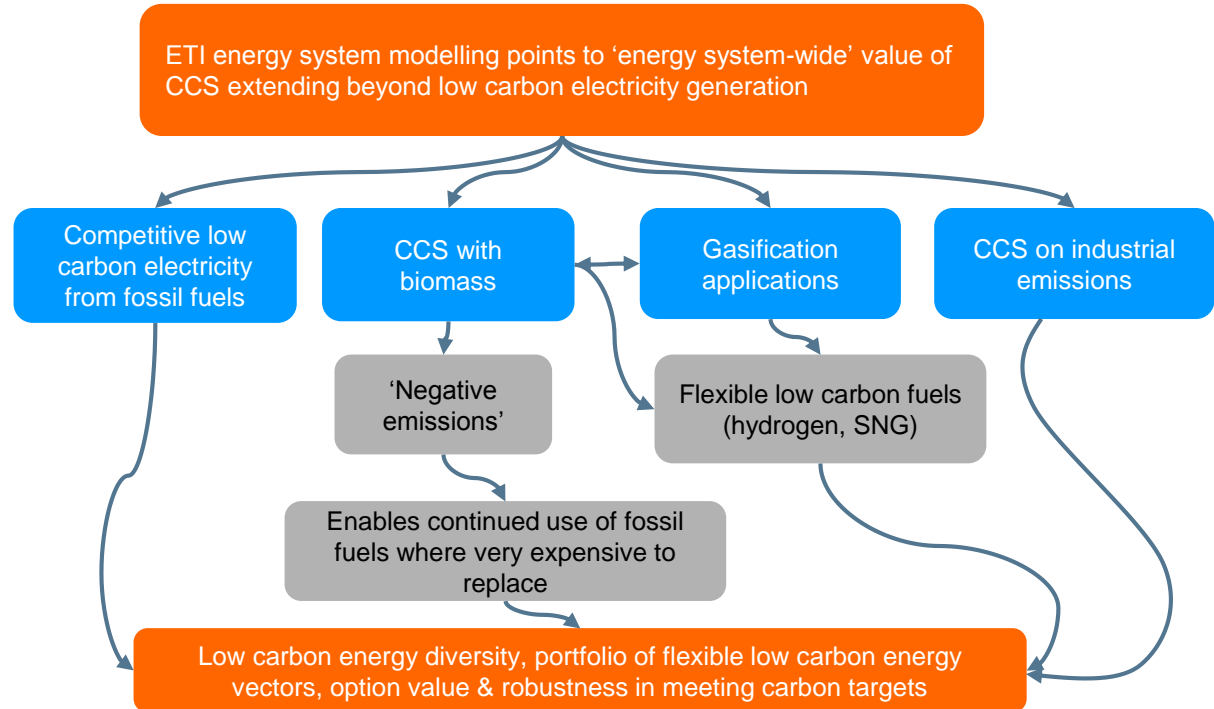 ETI energy system modelling points to ‘energy system-wide’ value of
CCS extending beyond low carbon electricity generation
Competitive low
carbon electricity
from fossil fuels
CCS with
biomass
Gasification
applications
CCS on industrial
emissions
‘Negative
emissions’
Flexible low carbon fuels
(hydrogen, SNG)
Enables continued use of fossil
fuels where very expensive to
replace
Low carbon energy diversity, portfolio of flexible low carbon energy
vectors, option value & robustness in meeting carbon targets